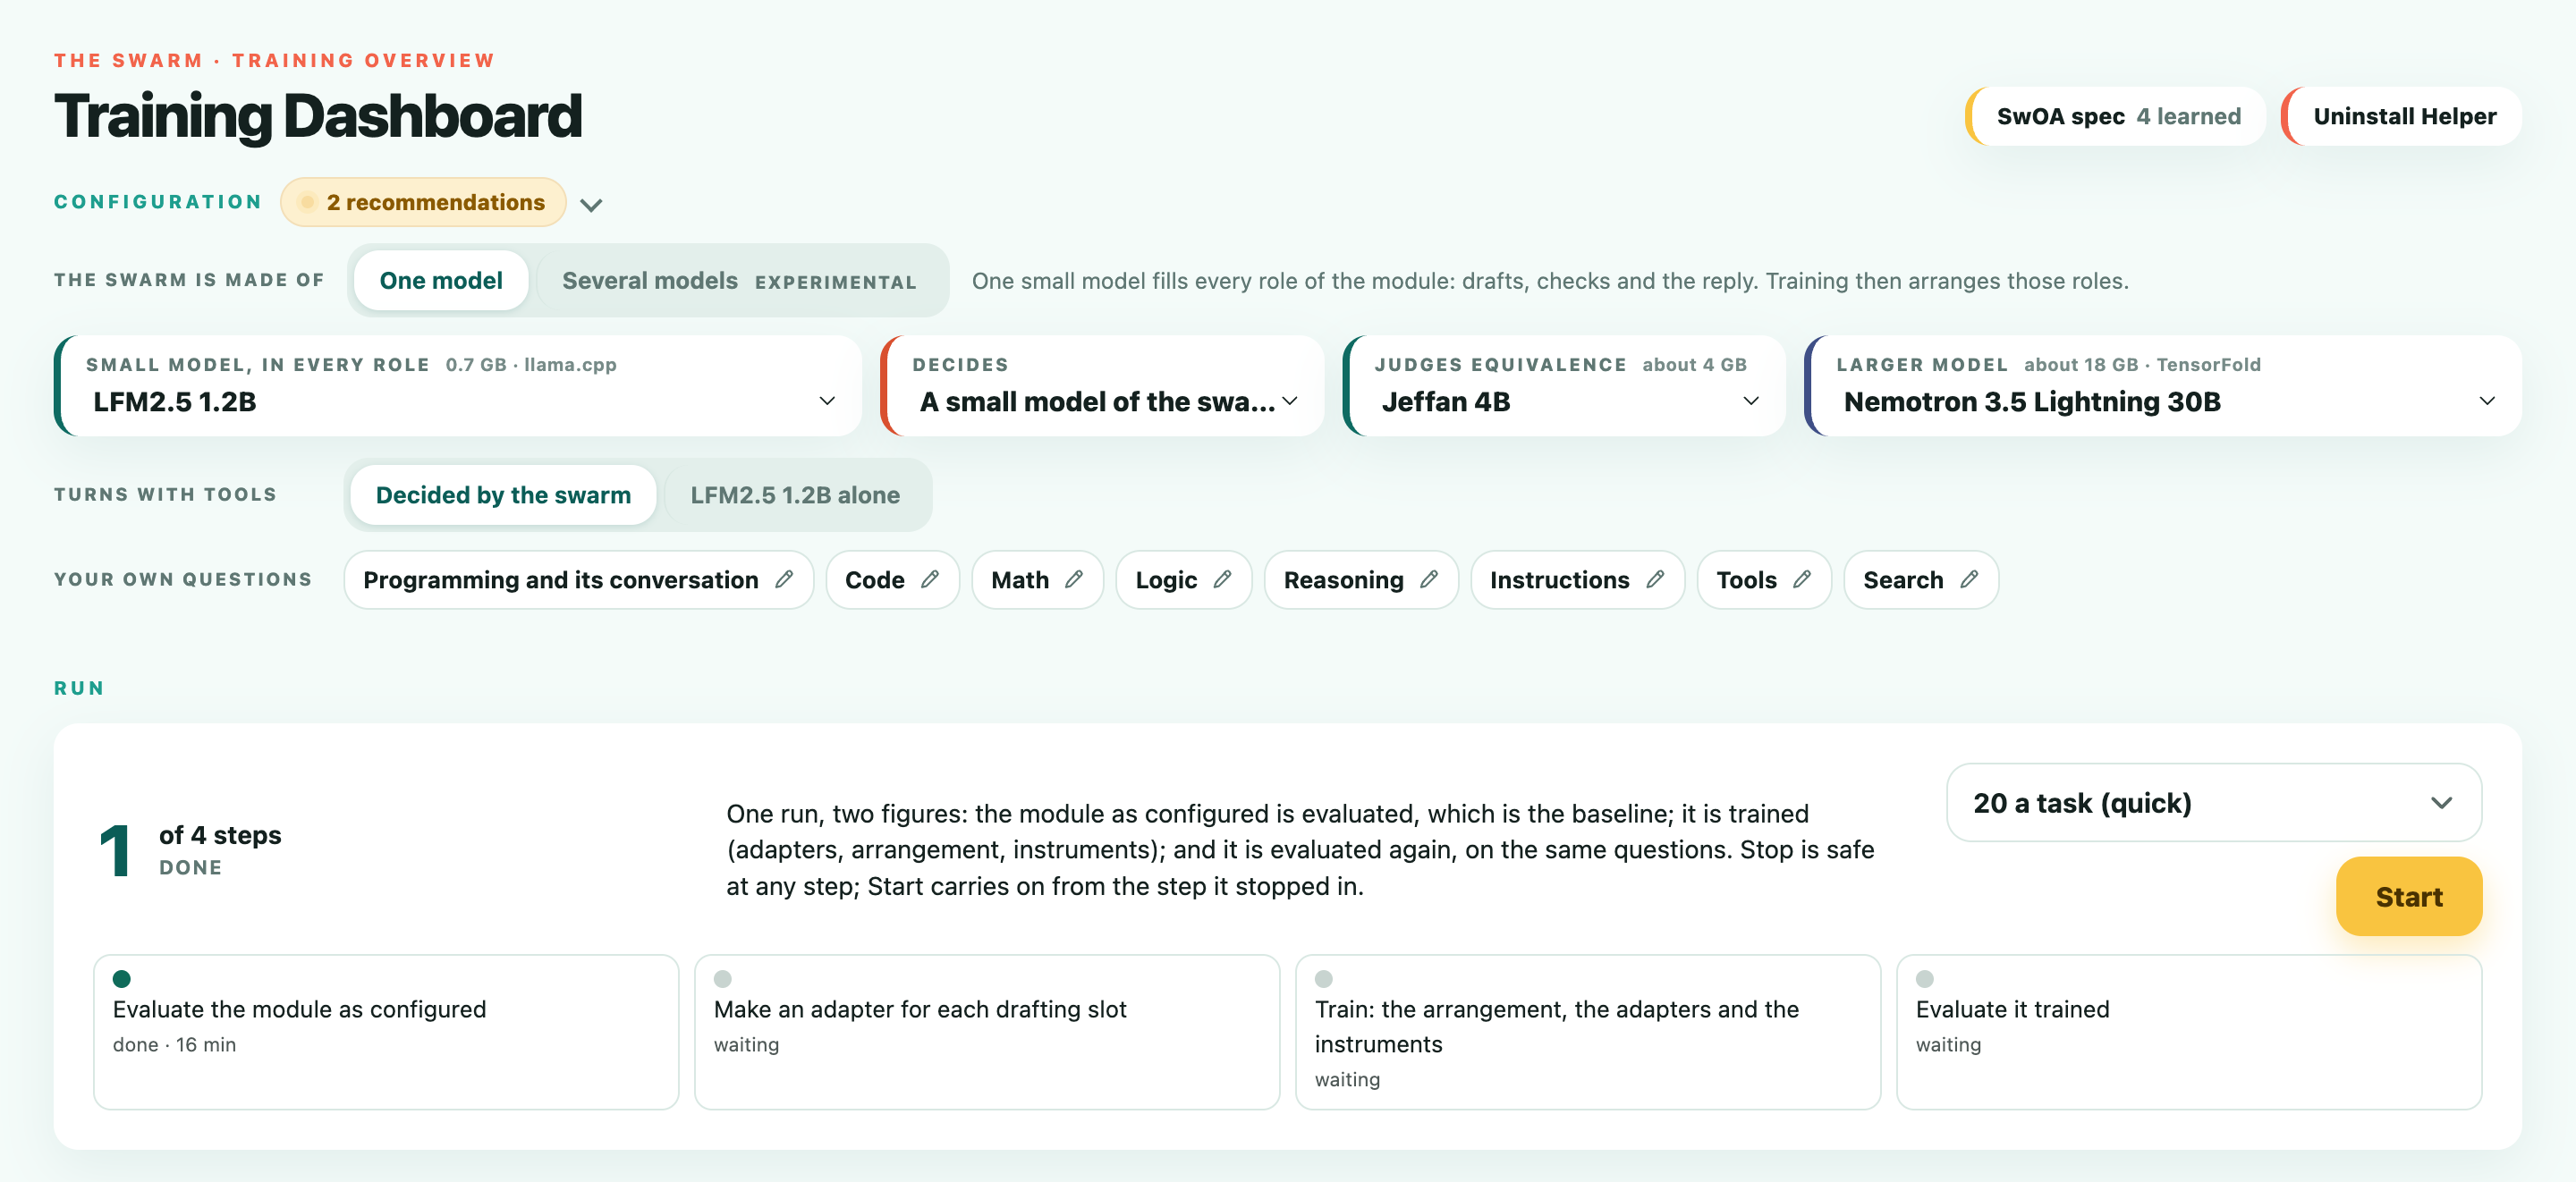 THE SWARM · TRAINING OVERVIEW
Training Dashboard
SwOA spec 4 learned
Uninstall Helper
CONFIGURATION
2 recommendations
THE SWARM IS MADE OF
One model
Several models EXPERIMENTAL
One small model fills every role of the module: drafts, checks and the reply. Training then arranges those roles.
SMALL MODEL, IN EVERY ROLE 0.7 GB · llama.cpp
LFM2.5 1.2B
DECIDES
A small model of the swa...
JUDGES EQUIVALENCE about 4 GB
Jeffan 4B
LARGER MODEL about 18 GB · TensorFold
Nemotron 3.5 Lightning 30B
TURNS WITH TOOLS
Decided by the swarm
LFM2.5 1.2B alone
YOUR OWN QUESTIONS
Programming and its conversation
Code
Math
Logic
Reasoning
Instructions
Tools
Search
RUN
1 of 4 steps
DONE
One run, two figures: the module as configured is evaluated, which is the baseline; it is trained
(adapters, arrangement, instruments); and it is evaluated again, on the same questions. Stop is safe
at any step; Start carries on from the step it stopped in.
20 a task (quick)
Start
Evaluate the module as configured
done · 16 min
Make an adapter for each drafting slot
waiting
Train: the arrangement, the adapters and the
instruments
waiting
Evaluate it trained
waiting